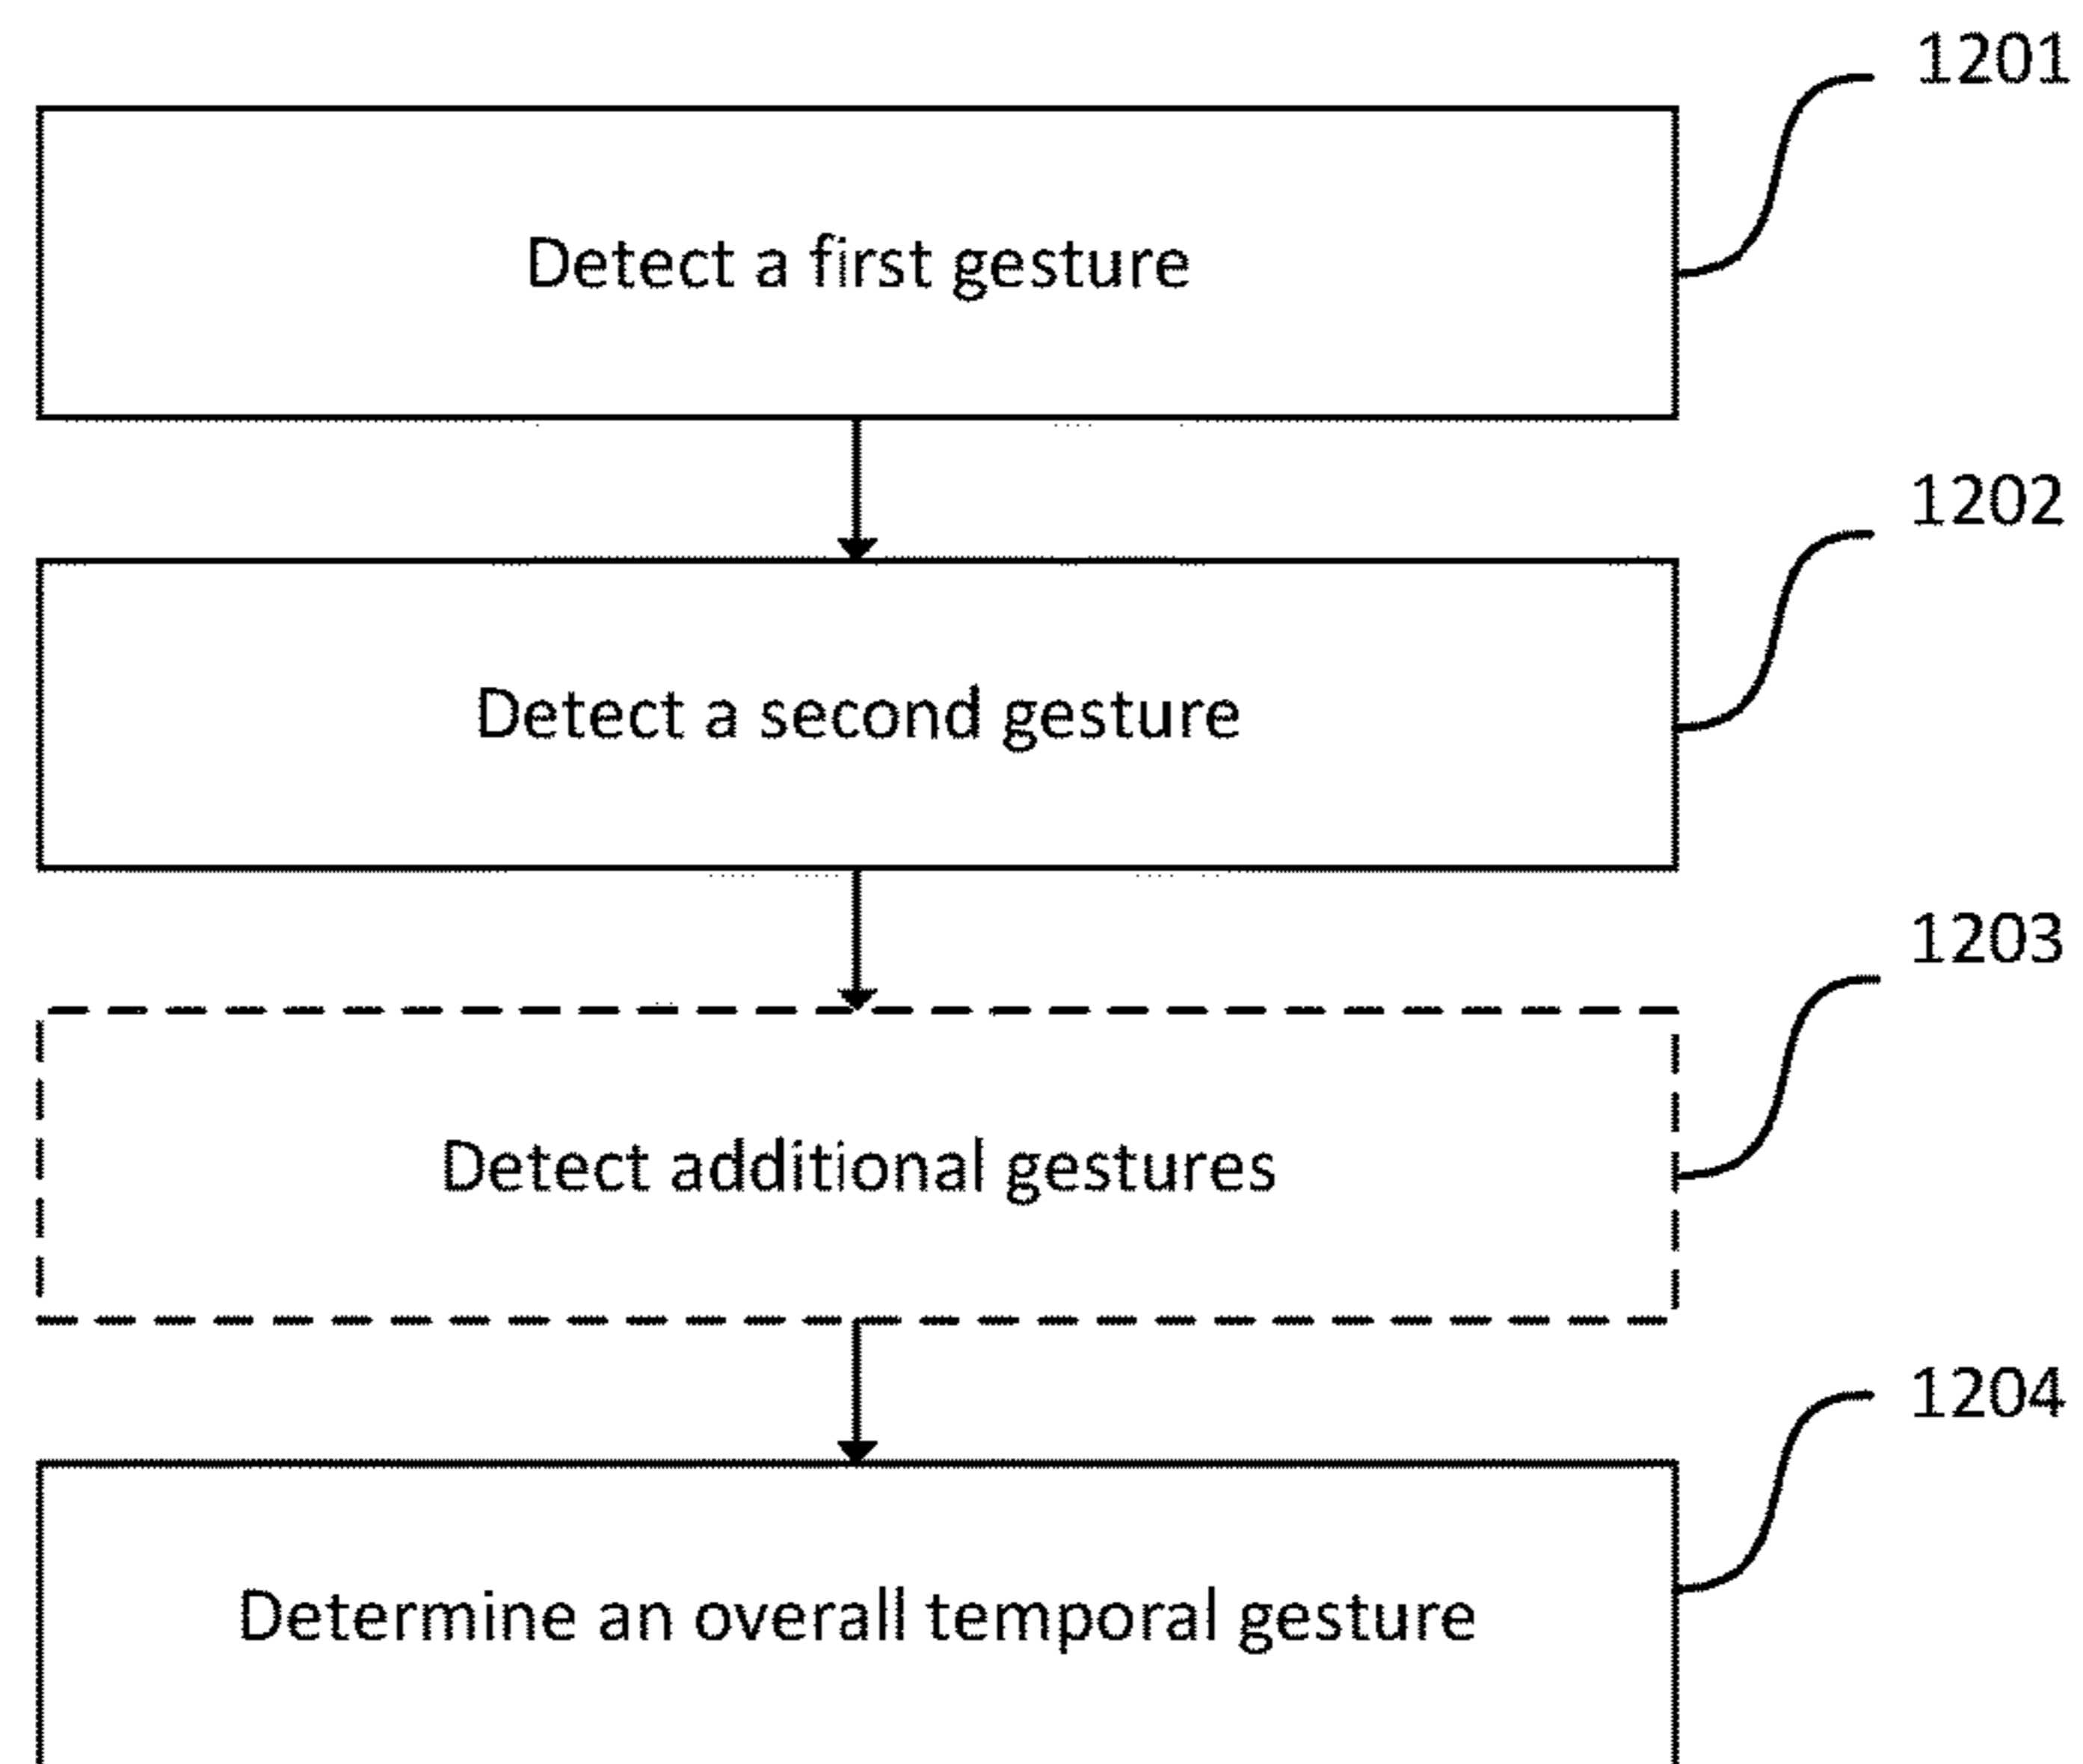 1201
Detect a first gesture
1202
Detect a second gesture
1203
Detect additional gestures
1204
Determine an overall temporal gesture